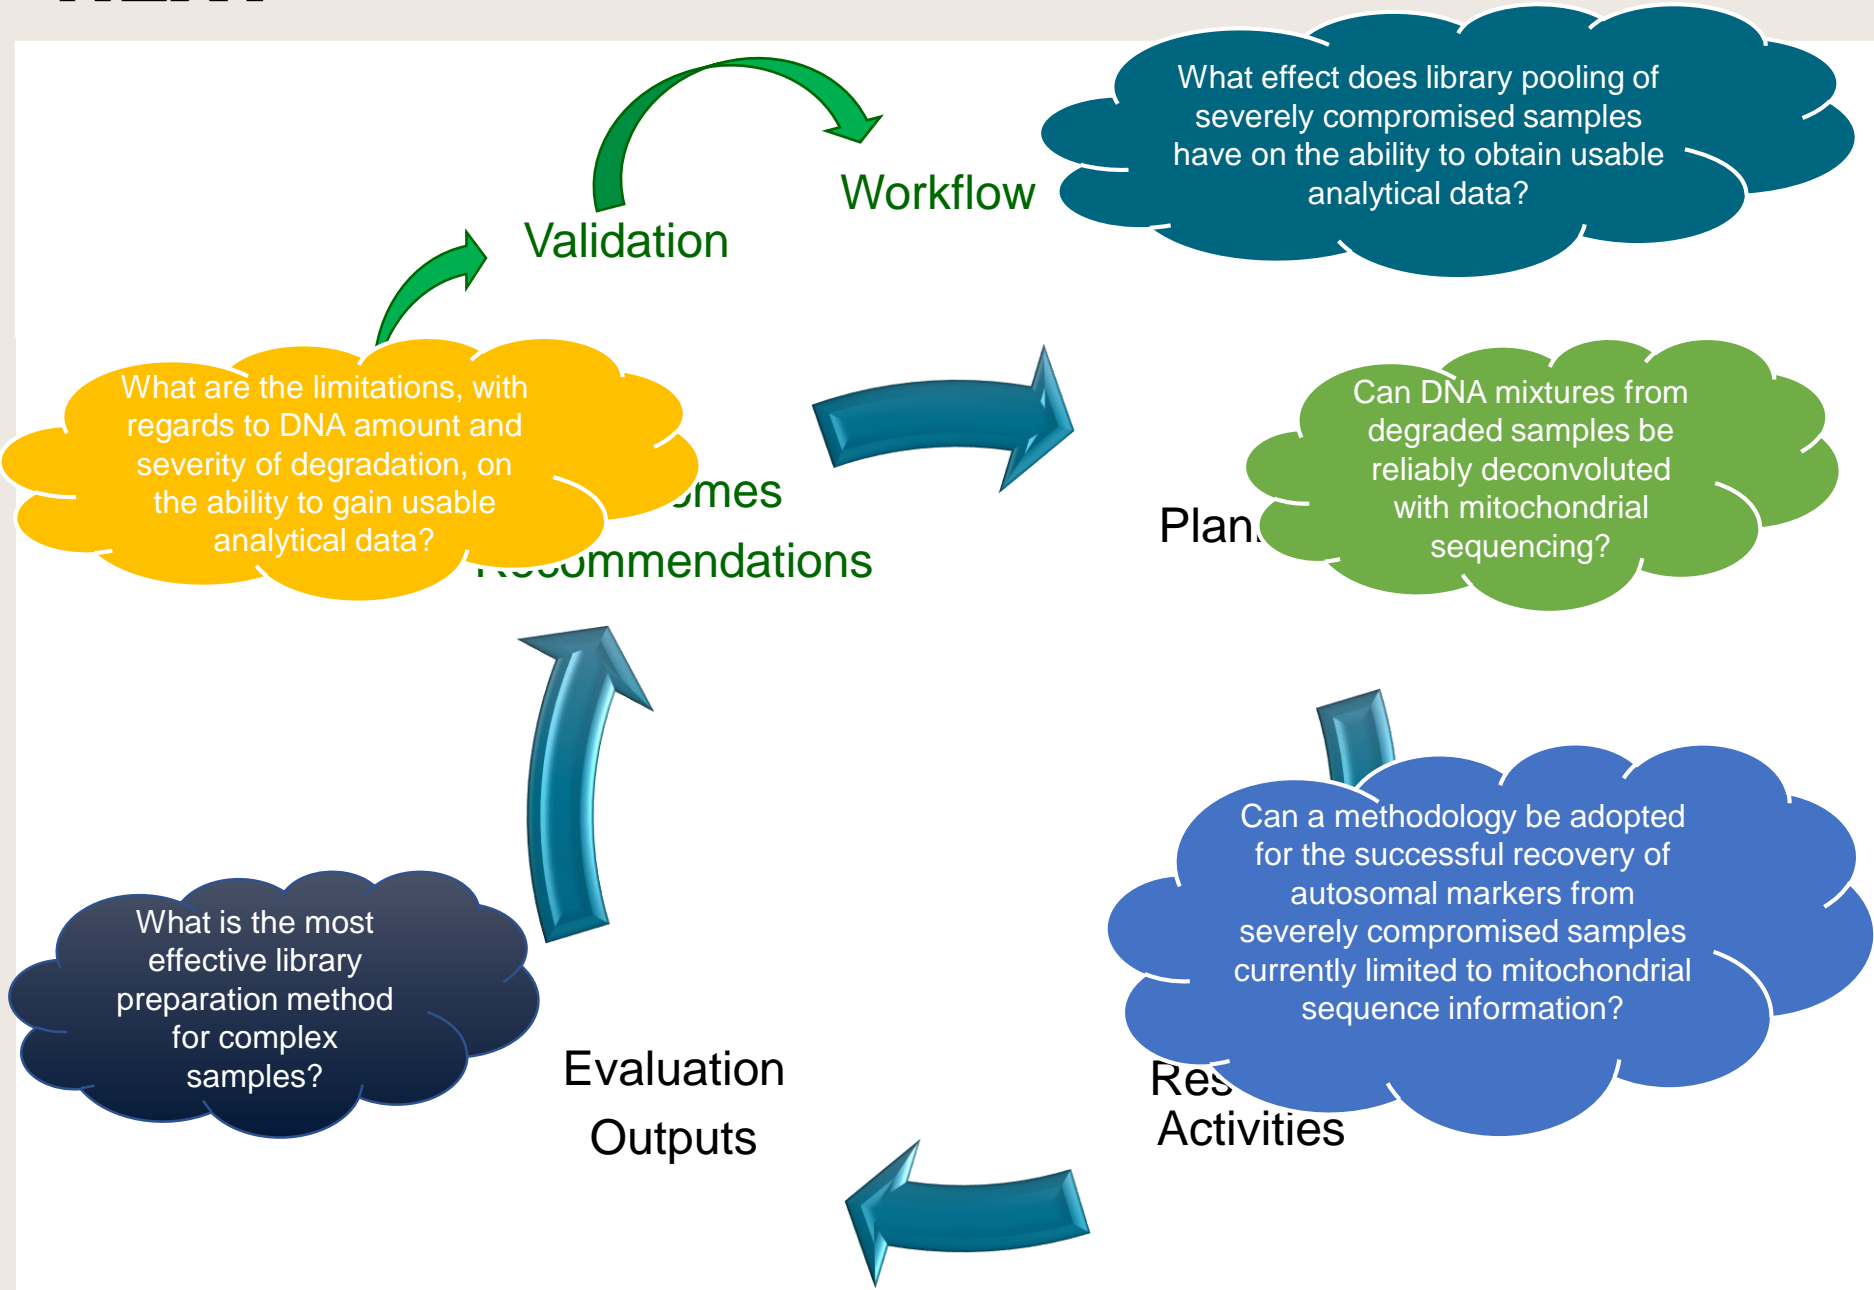 What effect does library pooling of
severely compromised samples
have on the ability to obtain usable
analytical data?
Workflow
Validation
What are the limitations, with
regards to DNA amount and
severity of degradation, on
the ability to gain usable
analytical data?
Can DNA mixtures from
degraded samples be
reliably deconvoluted
with mitochondrial
sequencing?
Recommendations
Can a methodology be adopted
for the successful recovery of
autosomal markers from
severely compromised samples
currently limited to mitochondrial
sequence information?
What is the most
effective library
preparation method
for complex
samples?
Evaluation
Outputs
Activities